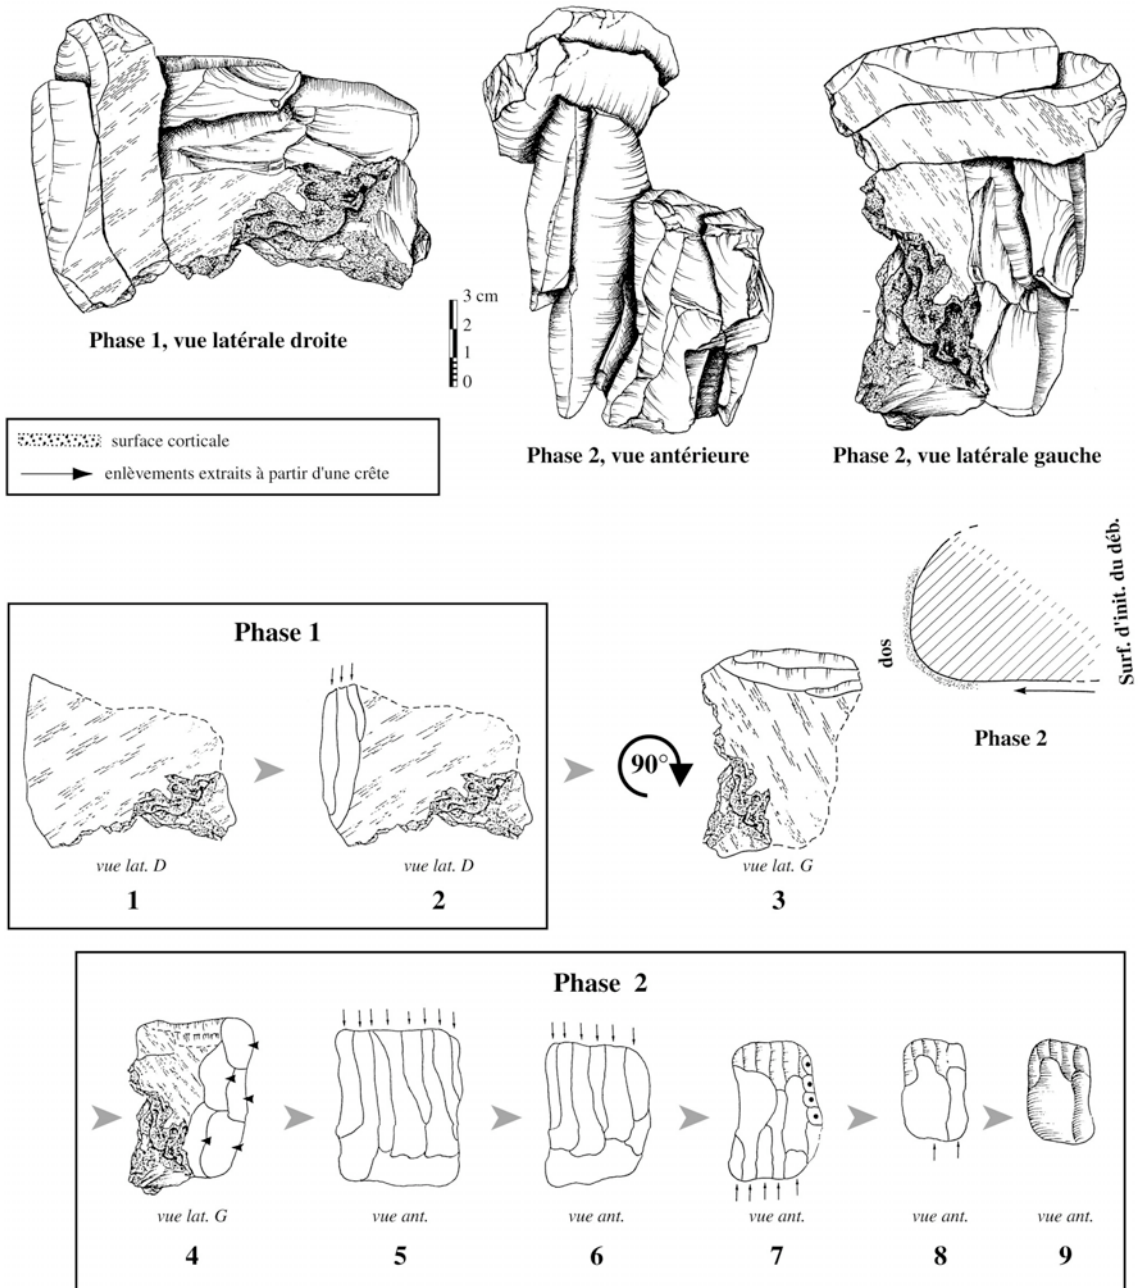 3 cm
2
1
0
Phase 1, vue latérale droite
Phase 2, vue antérieure
Phase 2, vue latérale gauche
surface corticale
enlèvements extraits à partir d'une crête
dos
Surf. d'init. du déb.
Phase 2
Phase 1
90°
vue lat. D
vue lat. D
vue lat. G
1
2
3
Phase 2
vue lat. G
vue ant.
vue ant.
vue ant.
vue ant.
vue ant.
4
5
6
7
8
9